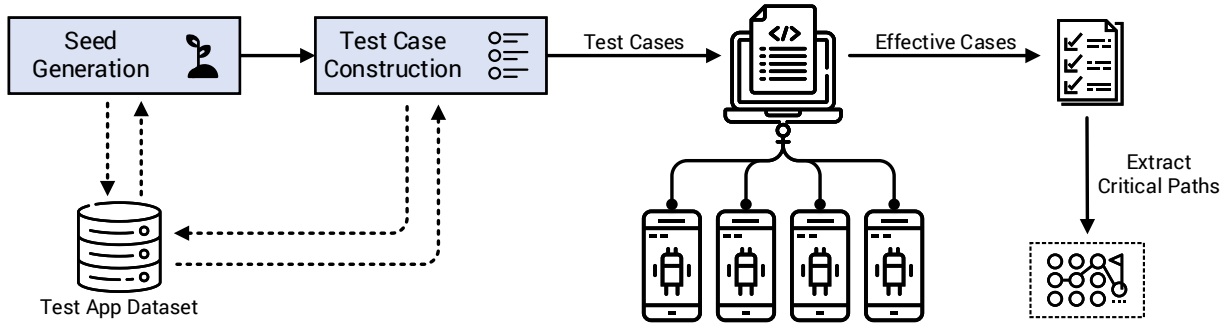 Seed
Generation
Test Case
Construction
Test Cases
</>
Effective Cases
Extract
Critical Paths
Test App Dataset